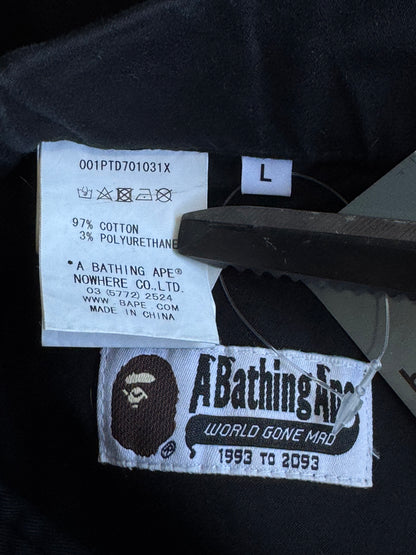 001PTD701031X
L
97% COTTON
3% POLYURETHANE
"A BATHING APE®
NOWHERE CO.,LTD.
03 (5772) 2524
WWW.BAPE.COM
MADE IN CHINA
A Bathing Ape
WORLD GONE MAD
1993 TO 2093